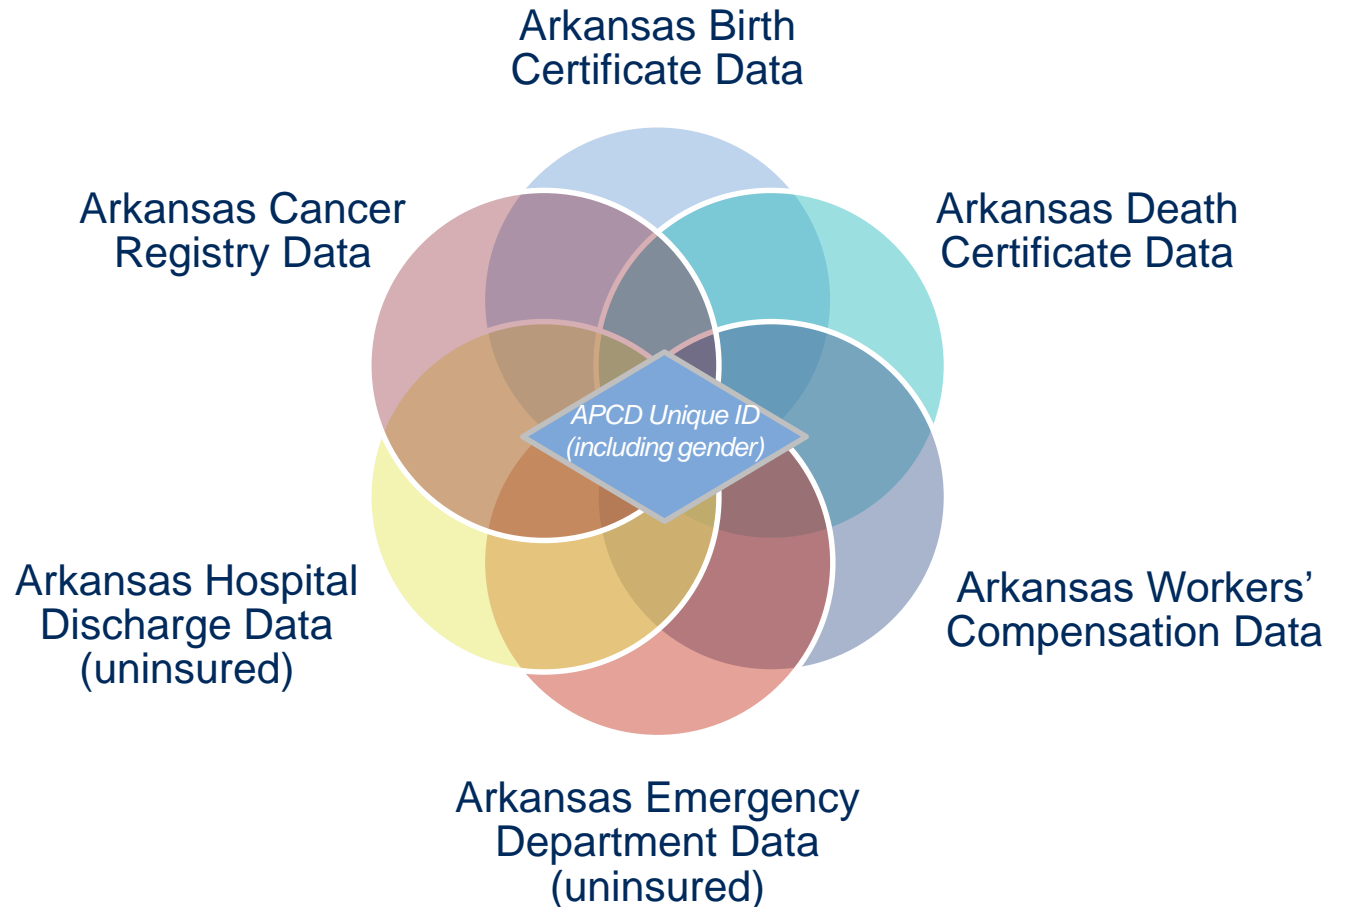 Arkansas Birth
Certificate Data
Arkansas Cancer
Registry Data
Arkansas Death
Certificate Data
APCD Unique ID
(including gender)
Arkansas Hospital
Discharge Data
(uninsured)
Arkansas Workers’
Compensation Data
Arkansas Emergency
Department Data
(uninsured)